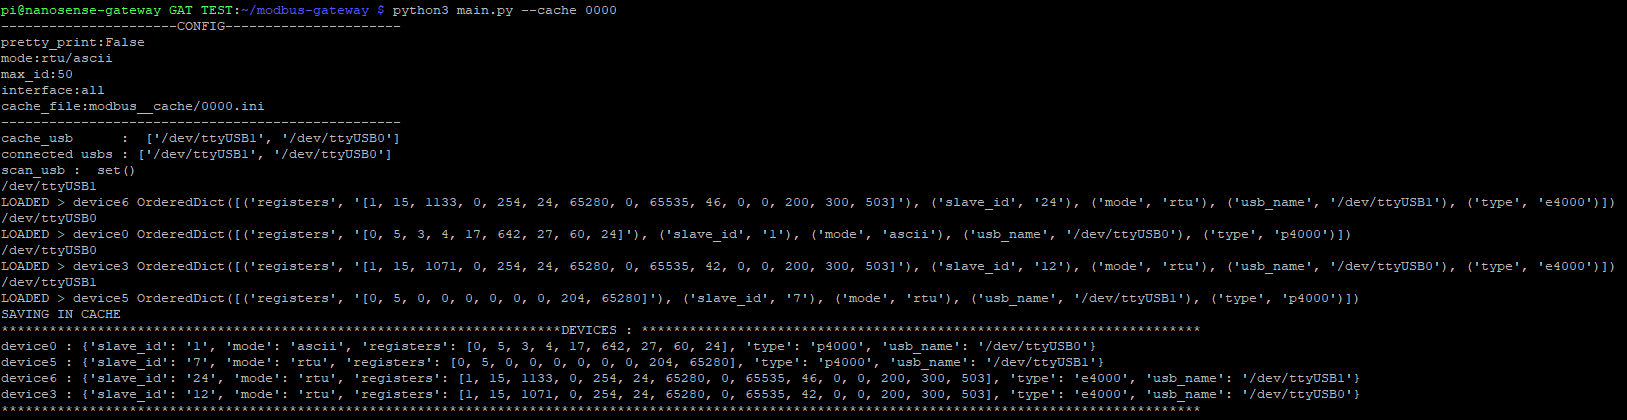 pi@nanosense-gateway GAT TEST:~/modbus-gateway $ python3 main.py --cache 0000
----------------------CONFIG----------------------
pretty_print:False
mode:rtu/ascii
max_id:50
interface:all
cache_file:modbus__cache/0000.ini
--------------------------------------------------
cache_usb      :  ['/dev/ttyUSB1', '/dev/ttyUSB0']
connected usbs : ['/dev/ttyUSB1', '/dev/ttyUSB0']
scan_usb :  set()
/dev/ttyUSB1
LOADED > device6 OrderedDict([('registers', '[1, 15, 1133, 0, 254, 24, 65280, 0, 65535, 46, 0, 0, 200, 300, 503]'), ('slave_id', '24'), ('mode', 'rtu'), ('usb_name', '/dev/ttyUSB1'), ('type', 'e4000')])
/dev/ttyUSB0
LOADED > device0 OrderedDict([('registers', '[0, 5, 3, 4, 17, 642, 27, 60, 24]'), ('slave_id', '1'), ('mode', 'ascii'), ('usb_name', '/dev/ttyUSB0'), ('type', 'p4000')])
/dev/ttyUSB0
LOADED > device3 OrderedDict([('registers', '[1, 15, 1071, 0, 254, 24, 65280, 0, 65535, 42, 0, 0, 200, 300, 503]'), ('slave_id', '12'), ('mode', 'rtu'), ('usb_name', '/dev/ttyUSB0'), ('type', 'e4000')])
/dev/ttyUSB1
LOADED > device5 OrderedDict([('registers', '[0, 5, 0, 0, 0, 0, 0, 0, 204, 65280]'), ('slave_id', '7'), ('mode', 'rtu'), ('usb_name', '/dev/ttyUSB1'), ('type', 'p4000')])
SAVING IN CACHE
**********************************************************************DEVICES : **********************************************************************
device0 : {'slave_id': '1', 'mode': 'ascii', 'registers': [0, 5, 3, 4, 17, 642, 27, 60, 24], 'type': 'p4000', 'usb_name': '/dev/ttyUSB0'}
device5 : {'slave_id': '7', 'mode': 'rtu', 'registers': [0, 5, 0, 0, 0, 0, 0, 0, 204, 65280], 'type': 'p4000', 'usb_name': '/dev/ttyUSB1'}
device6 : {'slave_id': '24', 'mode': 'rtu', 'registers': [1, 15, 1133, 0, 254, 24, 65280, 0, 65535, 46, 0, 0, 200, 300, 503], 'type': 'e4000', 'usb_name': '/dev/ttyUSB1'}
device3 : {'slave_id': '12', 'mode': 'rtu', 'registers': [1, 15, 1071, 0, 254, 24, 65280, 0, 65535, 42, 0, 0, 200, 300, 503], 'type': 'e4000', 'usb_name': '/dev/ttyUSB0'}
******************************************************************************************************************************************************